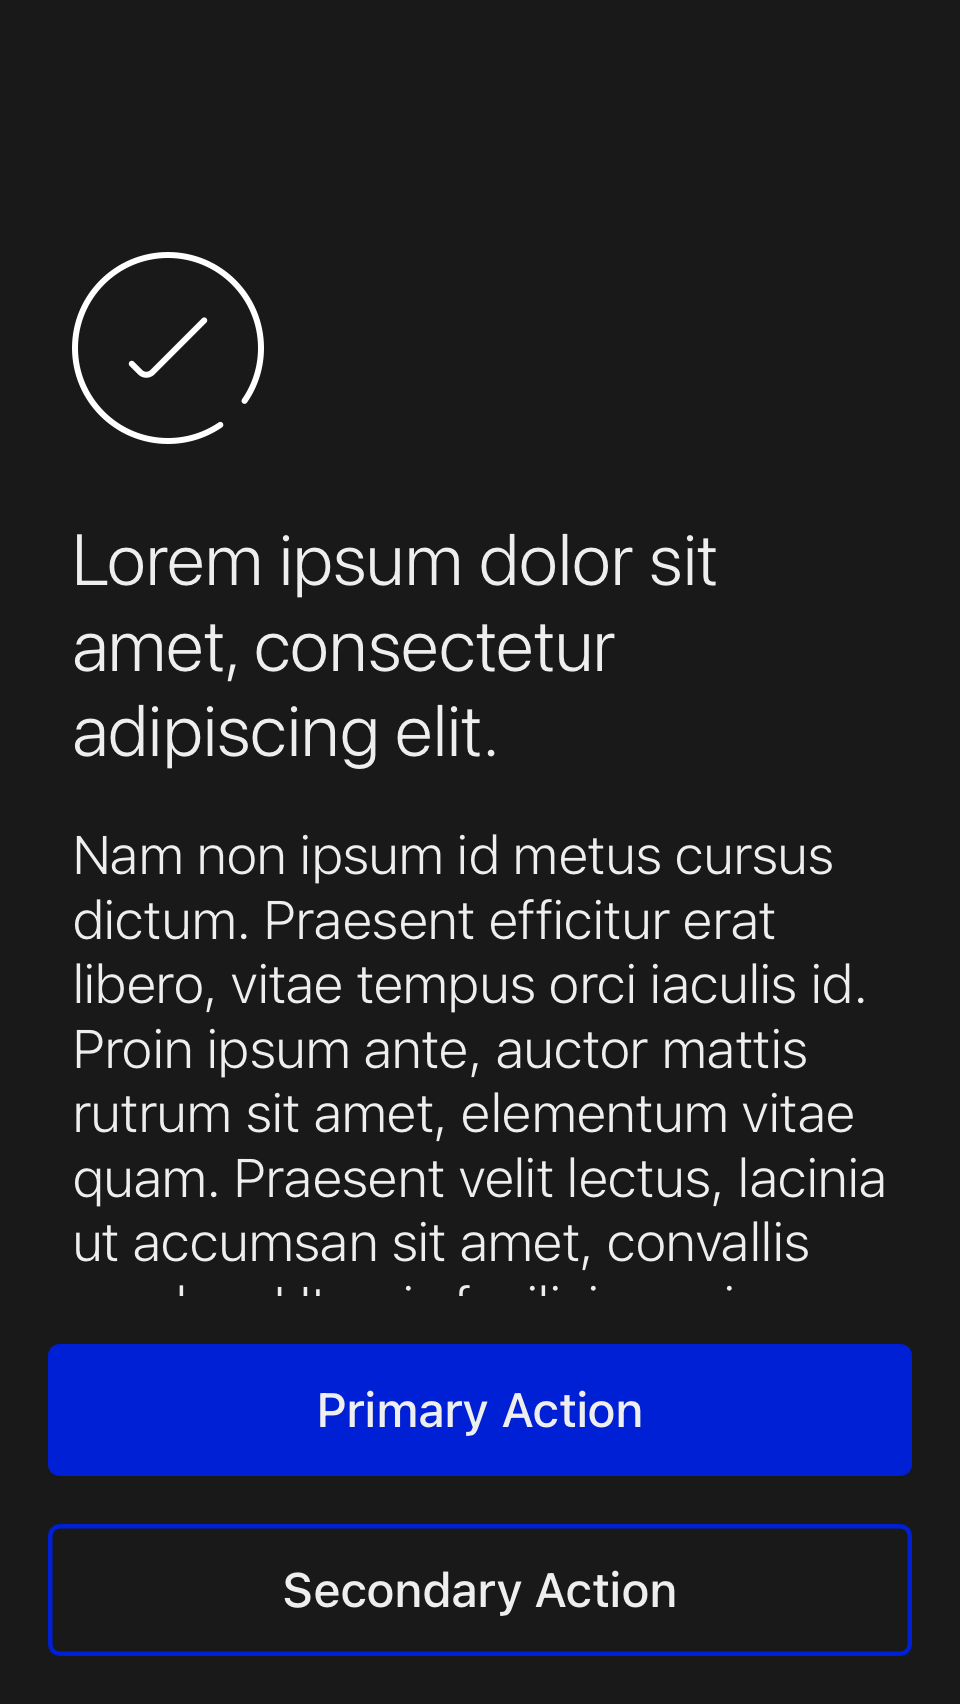 Lorem ipsum dolor sit
amet, consectetur
adipiscing elit.
Nam non ipsum id metus cursus
dictum. Praesent efficitur erat
libero, vitae tempus orci iaculis id.
Proin ipsum ante, auctor mattis
rutrum sit amet, elementum vitae
quam. Praesent velit lectus, lacinia
ut accumsan sit amet, convallis
Primary Action
Secondary Action